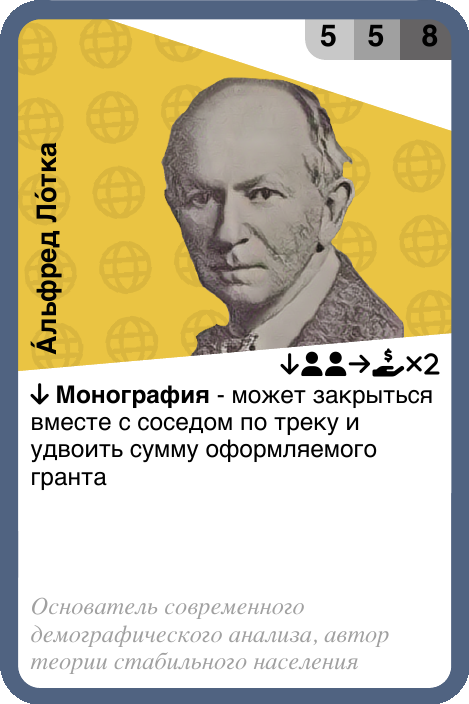 5 5 8
А́льфред Ло́тка
↓→×2
↓ Монография - может закрыться
вместе с соседом по треку и
удвоить сумму оформляемого
гранта
Основатель современного
демографического анализа, автор
теории стабильного населения